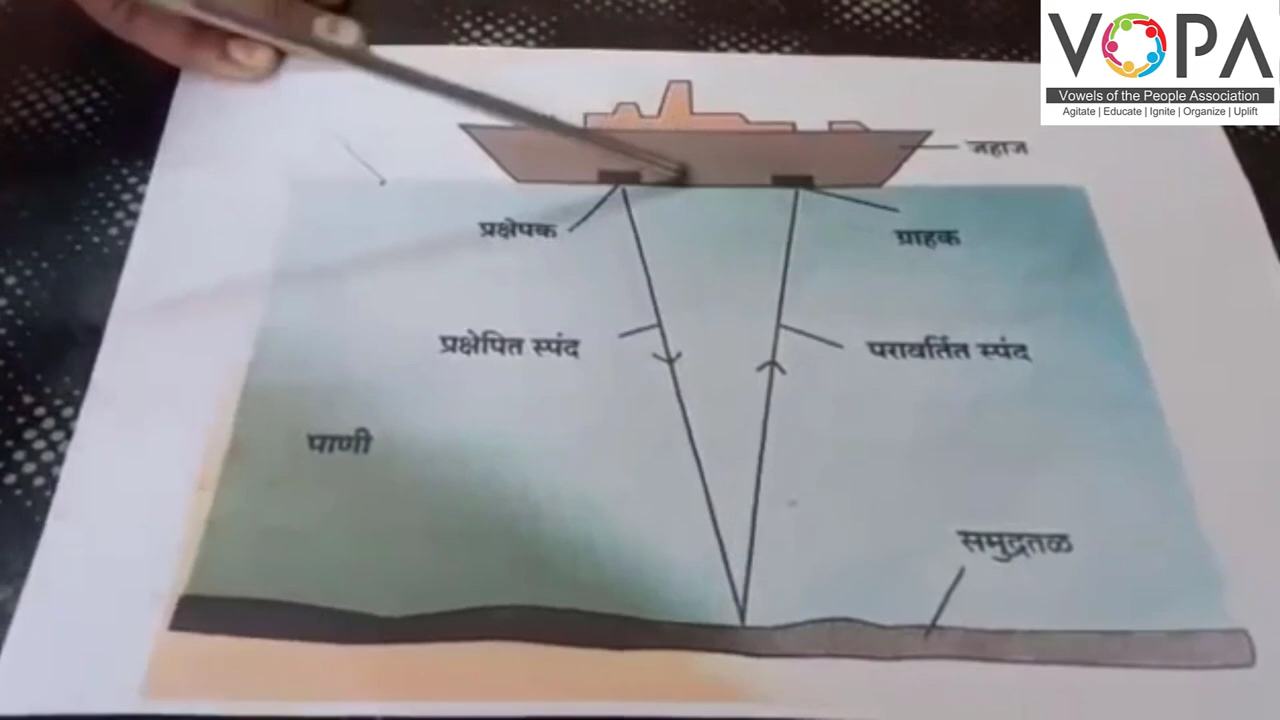 VOPA
Vowels of the People Association
Agitate | Educate | Ignite | Organize | Uplift
जहाज
प्रक्षेपक
ग्राहक
प्रक्षेपित स्पंद
परावर्तित स्पंद
पाणी
समुद्रतळ